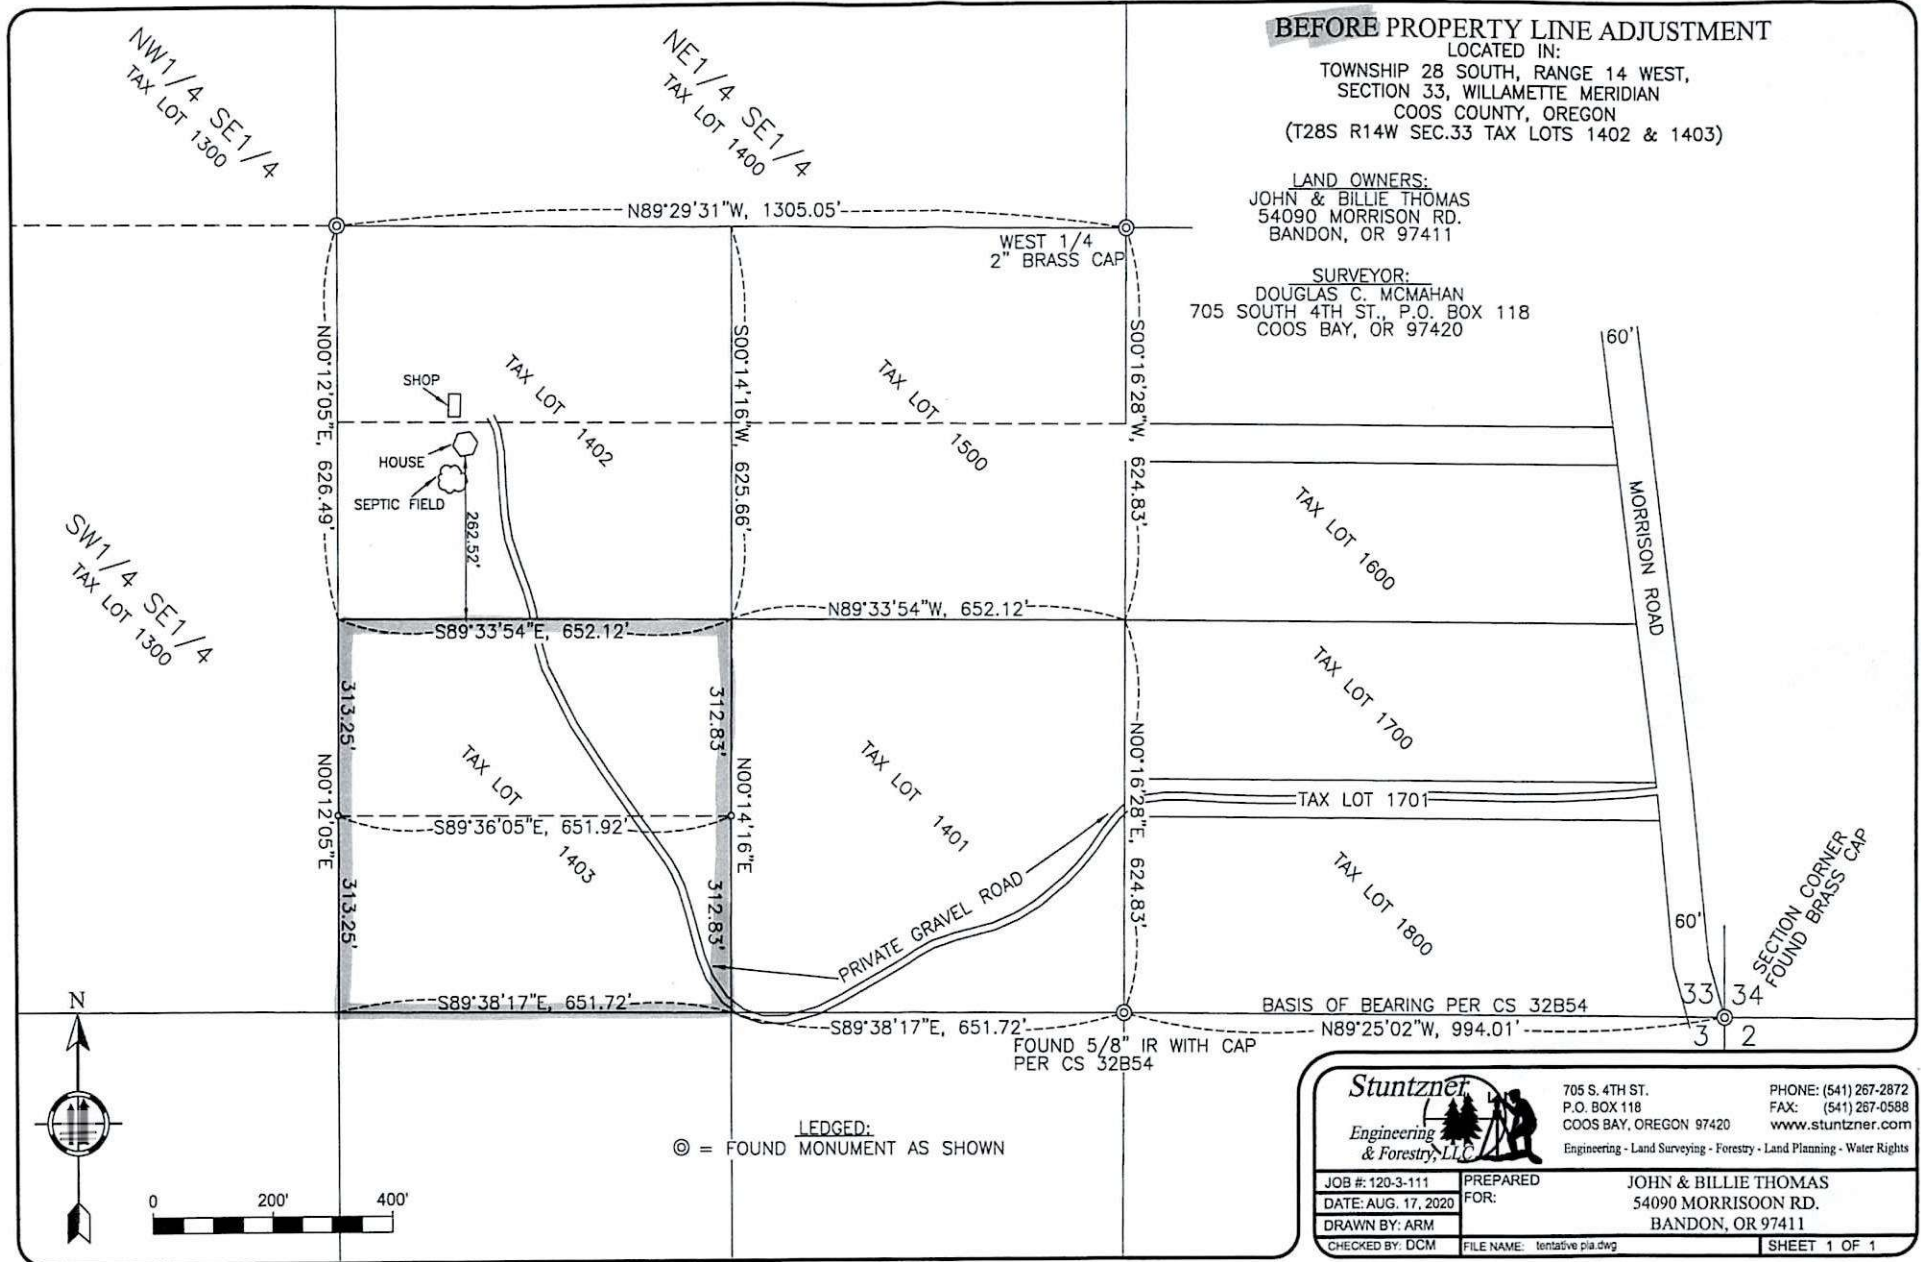 BEFORE PROPERTY LINE ADJUSTMENT
LOCATED IN:
TOWNSHIP 28 SOUTH, RANGE 14 WEST,
SECTION 33, WILLAMETTE MERIDIAN
COOS COUNTY, OREGON
(T28S R14W SEC.33 TAX LOTS 1402 & 1403)
LAND OWNERS:
JOHN & BILLIE THOMAS
54090 MORRISON RD.
BANDON, OR 97411
SURVEYOR:
DOUGLAS C. MCMAHAN
705 SOUTH 4TH ST., P.O. BOX 118
COOS BAY, OR 97420
NW1/4 SE1/4
TAX LOT 1300
NE1/4 SE1/4
TAX LOT 1400
N89°29'31"W, 1305.05'
WEST 1/4
2" BRASS CAP
N00°12'05"E, 626.49'
S00°14'16"W, 625.66'
S00°16'28"W, 624.83'
SHOP
HOUSE
SEPTIC FIELD
262.52'
TAX LOT
1402
TAX LOT
1500
TAX LOT 1600
60'
MORRISON ROAD
SW1/4 SE1/4
TAX LOT 1300
S89°33'54"E, 652.12'
N89°33'54"W, 652.12'
313.25'
312.83'
N00°12'05"E
N00°14'16"E
N00°16'28"E, 624.83'
TAX LOT
1403
S89°36'05"E, 651.92'
313.25'
312.83'
TAX LOT
1401
TAX LOT 1700
TAX LOT 1701
TAX LOT 1800
PRIVATE GRAVEL ROAD
60'
SECTION CORNER
FOUND BRASS CAP
33 34
3 2
S89°38'17"E, 651.72'
S89°38'17"E, 651.72'
BASIS OF BEARING PER CS 32B54
N89°25'02"W, 994.01'
FOUND 5/8" IR WITH CAP
PER CS 32B54
N
0 200' 400'
LEDGED:
◎ = FOUND MONUMENT AS SHOWN
Stuntzner
Engineering
& Forestry, LLC
705 S. 4TH ST.
P.O. BOX 118
COOS BAY, OREGON 97420
PHONE: (541) 267-2872
FAX: (541) 267-0588
www.stuntzner.com
Engineering - Land Surveying - Forestry - Land Planning - Water Rights
JOB #: 120-3-111
DATE: AUG. 17, 2020
DRAWN BY: ARM
CHECKED BY: DCM
PREPARED
FOR:
JOHN & BILLIE THOMAS
54090 MORRISOON RD.
BANDON, OR 97411
FILE NAME: tentative pla.dwg
SHEET 1 OF 1